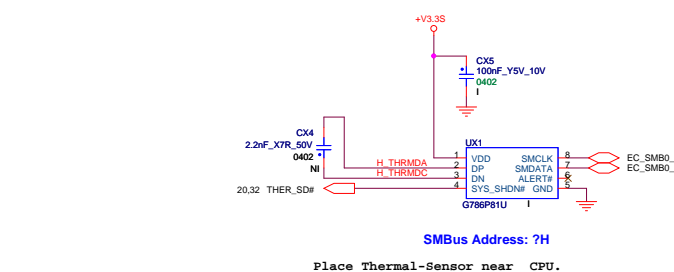 +V3.3S
CX5
100nF_Y5V_10V
0402
I
CX4
2.2nF_X7R_50V
0402
NI
UX1
H_THRMDA
H_THRMDC
20,32 THER_SD#
1 VDD SMCLK 8
2 DP SMDATA 7
3 DN ALERT# 6
4 SYS_SHDN# GND 5
EC_SMB0_
EC_SMB0_
G786P81U I
SMBus Address: ?H
Place Thermal-Sensor near CPU.